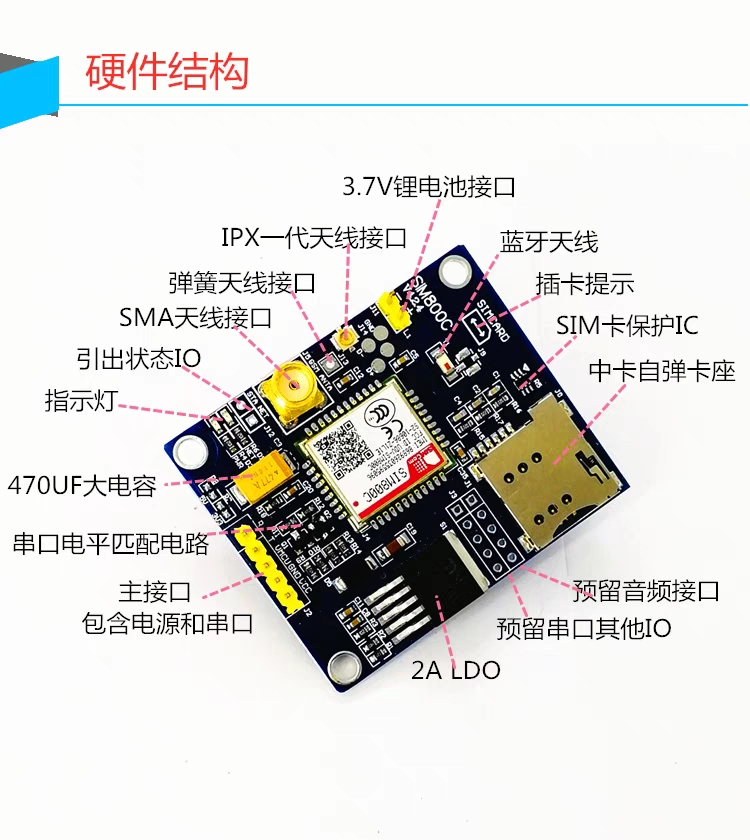 硬件结构
3.7V锂电池接口
IPX一代天线接口
蓝牙天线
弹簧天线接口
插卡提示
SMA天线接口
SIM卡保护IC
引出状态IO
中卡自弹卡座
指示灯
470UF大电容
串口电平匹配电路
主接口
包含电源和串口
预留音频接口
预留串口其他IO
2A LDO
SIM800C
V4.24
SIMCARD
SIM800C
477A